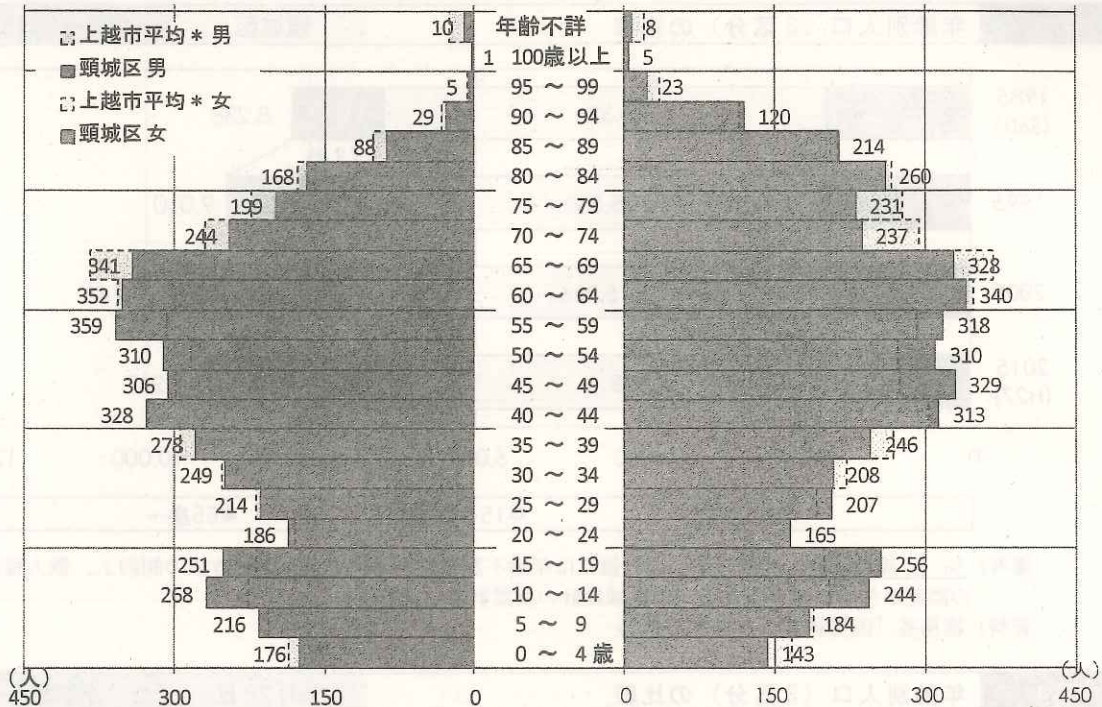 上越市平均＊男
頸城区 男
上越市平均＊女
頸城区 女
10 年齢不詳 8
1 100歳以上 5
5 95 ～ 99 23
29 90 ～ 94 120
88 85 ～ 89 214
168 80 ～ 84 260
199 75 ～ 79 231
244 70 ～ 74 237
341 65 ～ 69 328
352 60 ～ 64 340
359 55 ～ 59 318
310 50 ～ 54 310
306 45 ～ 49 329
328 40 ～ 44 313
278 35 ～ 39 246
249 30 ～ 34 208
214 25 ～ 29 207
186 20 ～ 24 165
251 15 ～ 19 256
268 10 ～ 14 244
216 5 ～ 9 184
176 0 ～ 4 歳 143
(人) (人)
450 300 150 0 0 150 300 450